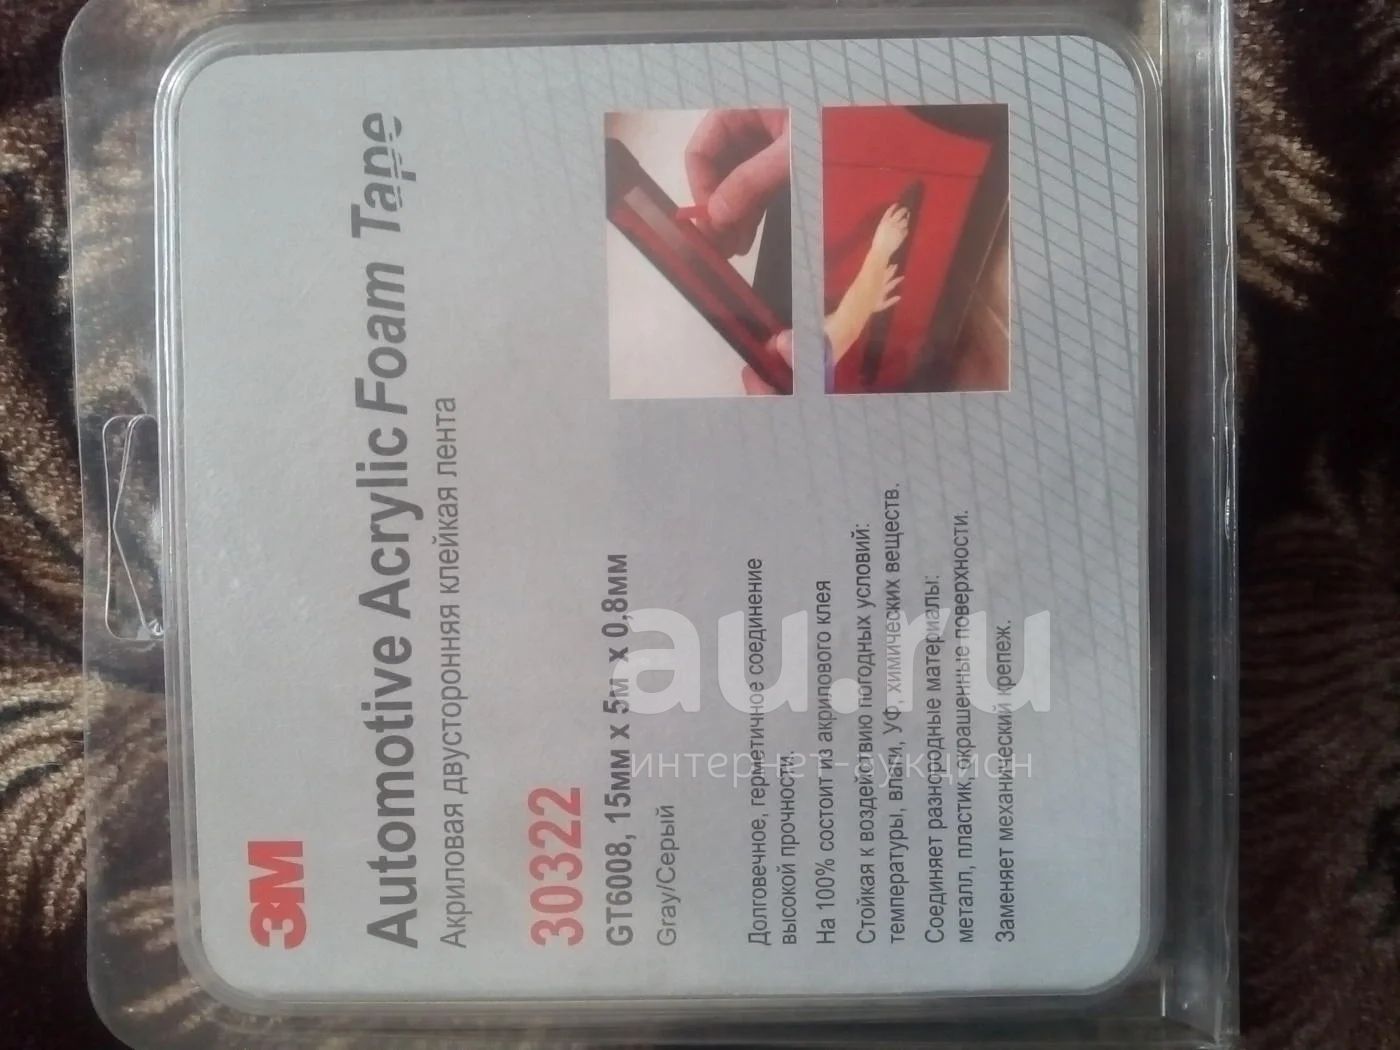 3M
Automotive Acrylic Foam Tape
Акриловая двусторонняя клейкая лента
30322
GT6008, 15мм x 5м x 0,8мм
Gray/Серый
Долговечное, герметичное соединение
высокой прочности.
На 100% состоит из акрилового клея
Стойкая к воздействию погодных условий:
температуры, влаги, УФ, химических веществ.
Соединяет разнородные материалы:
металл, пластик, окрашенные поверхности.
Заменяет механический крепеж.
au.ru
интернет-аукцион